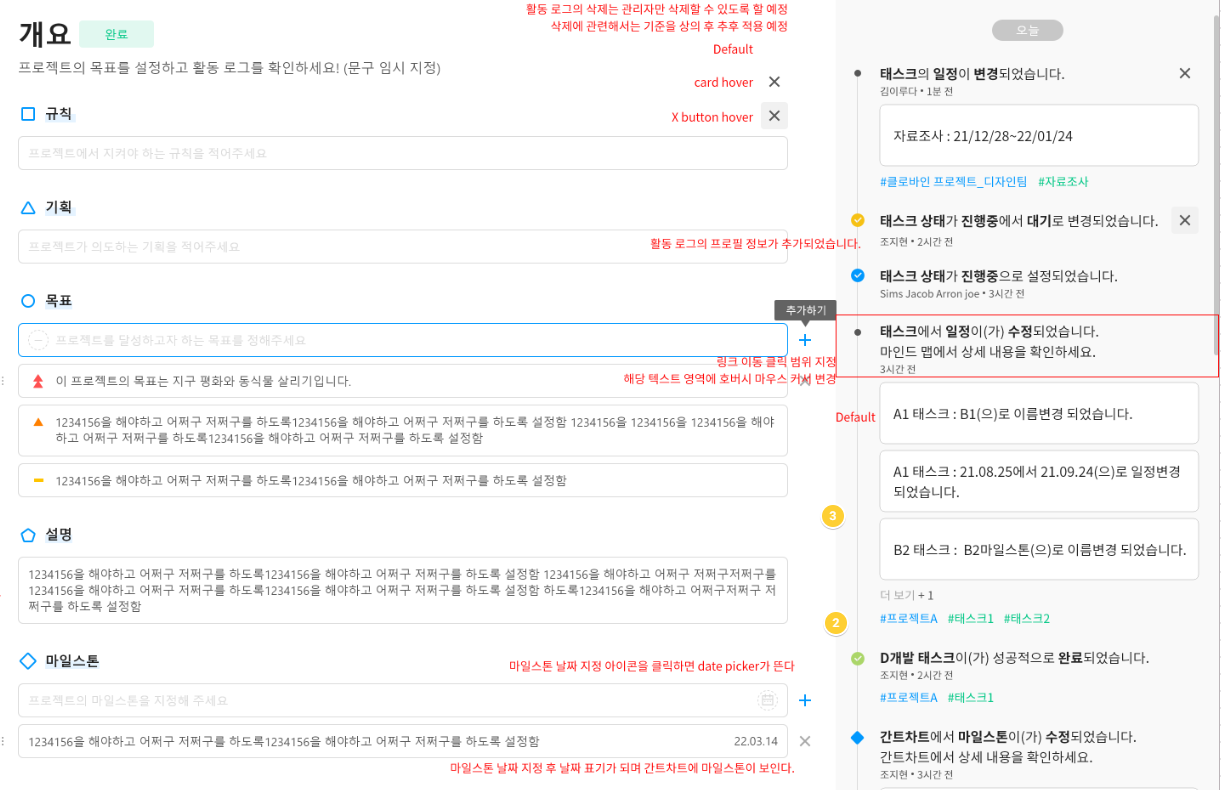 활동 로그의 삭제는 관리자만 삭제할 수 있도록 할 예정
삭제에 관련해서는 기준을 상의 후 추후 적용 예정
개요
완료
프로젝트의 목표를 설정하고 활동 로그를 확인하세요! (문구 임시 지정)
Default
card hover
X button hover
규칙
프로젝트에서 지켜야 하는 규칙을 적어주세요
기획
프로젝트가 의도하는 기획을 적어주세요
활동 로그의 프로필 정보가 추가되었습니다.
목표
추가하기
프로젝트를 달성하고자 하는 목표를 정해주세요
링크 이동 클릭 범위 지정
해당 텍스트 영역에 호버시 마우스 커서 변경
이 프로젝트의 목표는 지구 평화와 동식물 살리기입니다.
Default
1234156을 해야하고 어쩌구 저쩌구를 하도록1234156을 해야하고 어쩌구 저쩌구를 하도록 설정함 1234156을 1234156을 1234156을 해야
하고 어쩌구 저쩌구를 하도록1234156을 해야하고 어쩌구 저쩌구를 하도록 설정함
1234156을 해야하고 어쩌구 저쩌구를 하도록1234156을 해야하고 어쩌구 저쩌구를 하도록 설정함
3
설명
1234156을 해야하고 어쩌구 저쩌구를 하도록1234156을 해야하고 어쩌구 저쩌구를 하도록 설정함 1234156을 해야하고 어쩌구 저쩌구저쩌구를
1234156을 해야하고 어쩌구 저쩌구를 하도록1234156을 해야하고 어쩌구 저쩌구를 하도록 설정함 하도록1234156을 해야하고 어쩌구저쩌구 저
쩌구를 하도록 설정함
2
마일스톤
마일스톤 날짜 지정 아이콘을 클릭하면 date picker가 뜬다
프로젝트의 마일스톤을 지정해 주세요
1234156을 해야하고 어쩌구 저쩌구를 하도록1234156을 해야하고 어쩌구 저쩌구를 하도록 설정함
22.03.14
마일스톤 날짜 지정 후 날짜 표기가 되며 간트차트에 마일스톤이 보인다.
오늘
태스크의 일정이 변경되었습니다.
김이루다 • 1분 전
자료조사 : 21/12/28~22/01/24
#클로바인 프로젝트_디자인팀 #자료조사
태스크 상태가 진행중에서 대기로 변경되었습니다.
조지현 • 2시간 전
태스크 상태가 진행중으로 설정되었습니다.
Sims Jacob Arron joe • 3시간 전
태스크에서 일정이(가) 수정되었습니다.
마인드 맵에서 상세 내용을 확인하세요.
3시간 전
A1 태스크 : B1(으)로 이름변경 되었습니다.
A1 태스크 : 21.08.25에서 21.09.24(으)로 일정변경
되었습니다.
B2 태스크 : B2마일스톤(으)로 이름변경 되었습니다.
더 보기 + 1
#프로젝트A #태스크1 #태스크2
D개발 태스크이(가) 성공적으로 완료되었습니다.
조지현 • 2시간 전
#프로젝트A #태스크1
간트차트에서 마일스톤이(가) 수정되었습니다.
간트차트에서 상세 내용을 확인하세요.
조지현 • 3시간 전